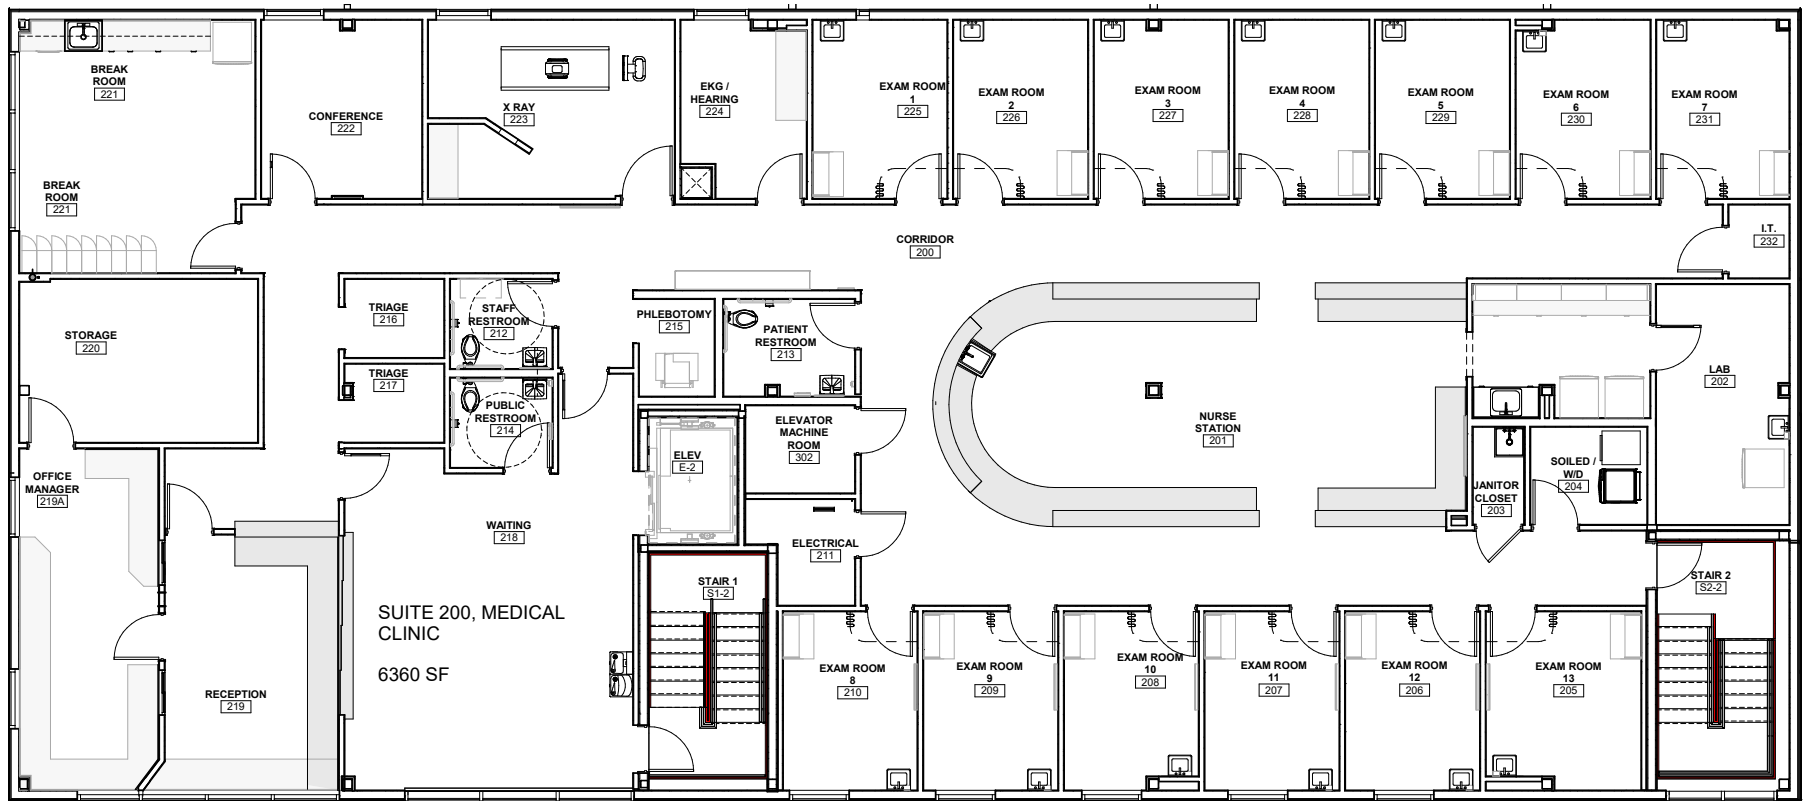 BREAK
ROOM
221
BREAK
ROOM
221
CONFERENCE
222
X RAY
223
EKG /
HEARING
224
EXAM ROOM
1
225
EXAM ROOM
2
226
EXAM ROOM
3
227
EXAM ROOM
4
228
EXAM ROOM
5
229
EXAM ROOM
6
230
EXAM ROOM
7
231
CORRIDOR
200
I.T.
232
STORAGE
220
TRIAGE
216
TRIAGE
217
STAFF
RESTROOM
212
PUBLIC
RESTROOM
214
PHLEBOTOMY
215
PATIENT
RESTROOM
213
ELEVATOR
MACHINE
ROOM
302
ELEV
E-2
NURSE
STATION
201
LAB
202
JANITOR
CLOSET
203
SOILED /
W/D
204
OFFICE
MANAGER
219A
WAITING
218
ELECTRICAL
211
STAIR 1
S1-2
STAIR 2
S2-2
SUITE 200, MEDICAL
CLINIC
6360 SF
RECEPTION
219
EXAM ROOM
8
210
EXAM ROOM
9
209
EXAM ROOM
10
208
EXAM ROOM
11
207
EXAM ROOM
12
206
EXAM ROOM
13
205